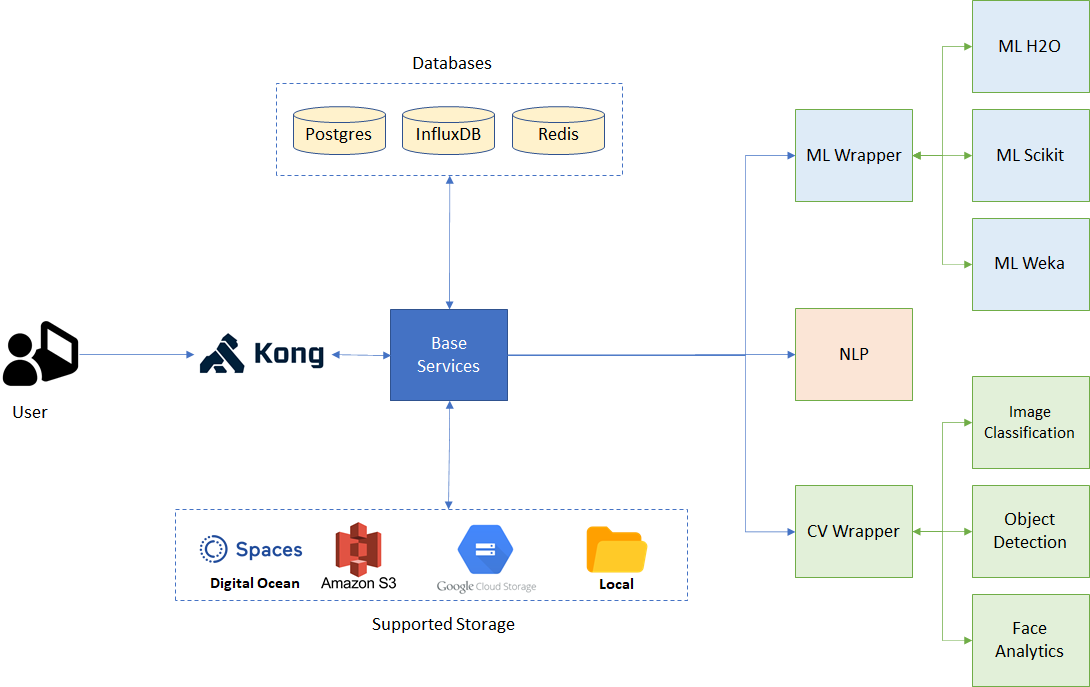 Databases
Postgres
InfluxDB
Redis
User
Kong
Base
Services
Spaces
Digital Ocean
Amazon S3
Google Cloud Storage
Local
Supported Storage
ML Wrapper
NLP
CV Wrapper
ML H2O
ML Scikit
ML Weka
Image
Classification
Object
Detection
Face
Analytics